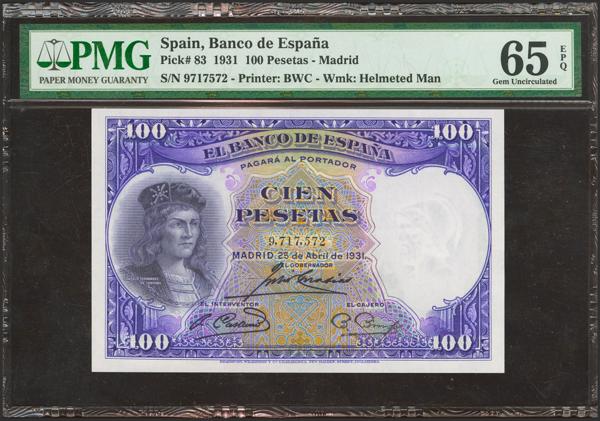 PMG
PAPER MONEY GUARANTY
Spain, Banco de España
Pick# 83 1931 100 Pesetas - Madrid
S/N 9717572 - Printer: BWC - Wmk: Helmeted Man
65 EPQ
Gem Uncirculated
100 100
EL BANCO DE ESPAÑA
PAGARÁ AL PORTADOR
CIEN
PESETAS
9,717,572
MADRID, 25 de Abril de 1931.
EL GOBERNADOR
EL INTERVENTOR EL CAJERO
100 100